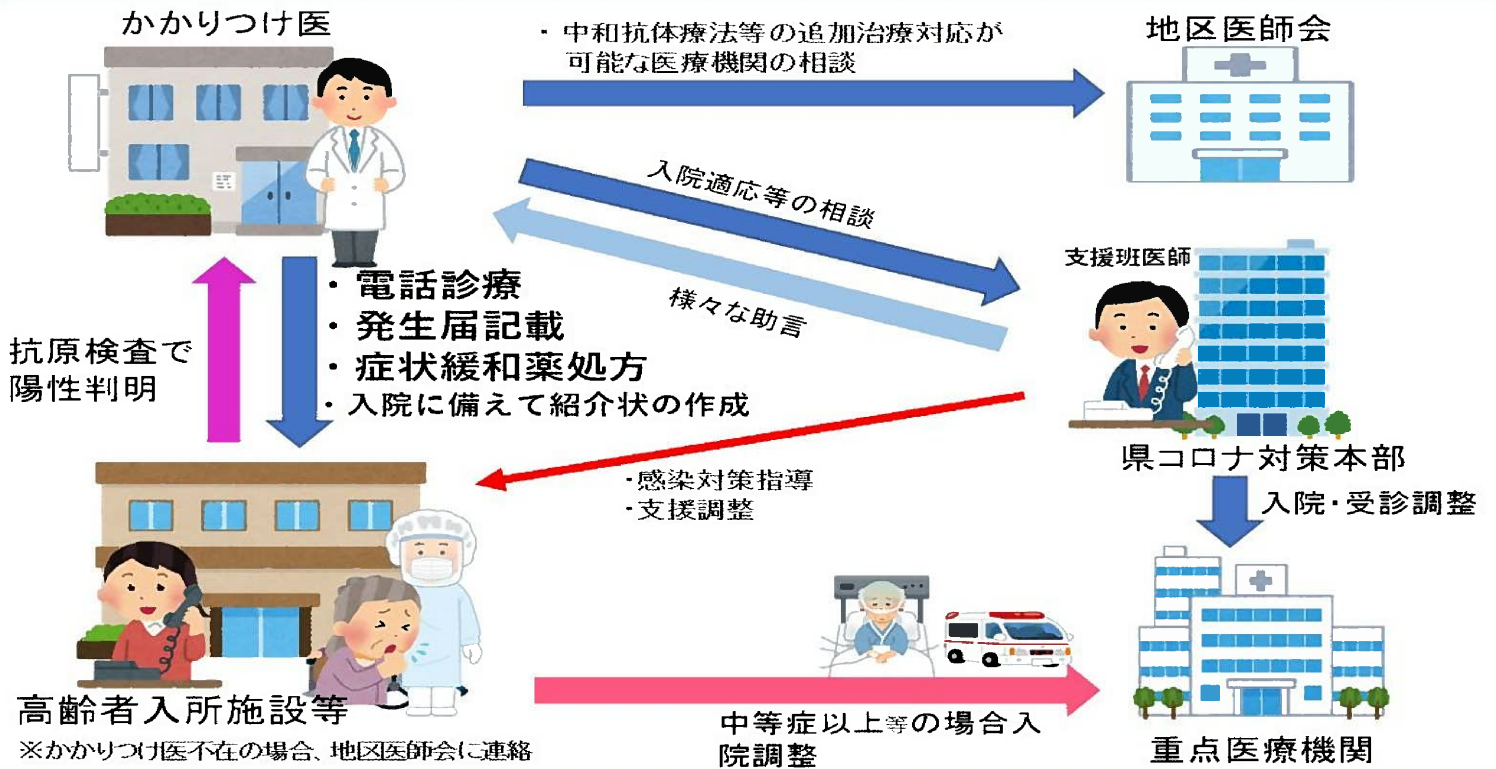 かかりつけ医
・中和抗体療法等の追加治療対応が
可能な医療機関の相談
地区医師会
入院適応等の相談
様々な助言
支援班医師
県コロナ対策本部
抗原検査で
陽性判明
・電話診療
・発生届記載
・症状緩和薬処方
・入院に備えて紹介状の作成
・感染対策指導
・支援調整
入院・受診調整
高齢者入所施設等
※かかりつけ医不在の場合、地区医師会に連絡
中等症以上等の場合入
院調整
重点医療機関